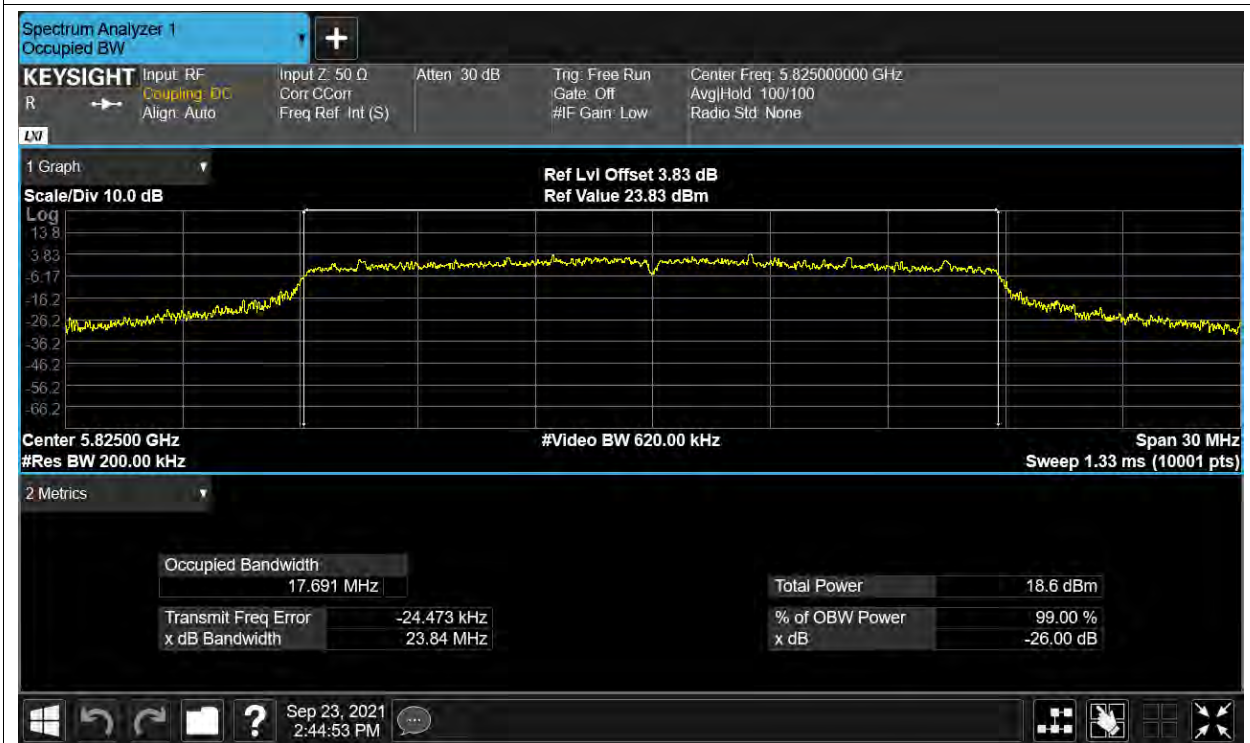 Spectrum Analyzer 1
Occupied BW
+
KEYSIGHT
R
LXI
Input: RF
Coupling: DC
Align: Auto
Input Z: 50 Ω
Corr CCorr
Freq Ref: Int (S)
Atten: 30 dB
Trig: Free Run
Gate: Off
#IF Gain: Low
Center Freq: 5.825000000 GHz
Avg|Hold: 100/100
Radio Std: None
1 Graph
Scale/Div 10.0 dB
Ref Lvl Offset 3.83 dB
Ref Value 23.83 dBm
Log
13.8
3.83
-6.17
-16.2
-26.2
-36.2
-46.2
-56.2
-66.2
Center 5.82500 GHz
#Res BW 200.00 kHz
#Video BW 620.00 kHz
Span 30 MHz
Sweep 1.33 ms (10001 pts)
2 Metrics
Occupied Bandwidth
17.691 MHz
Transmit Freq Error -24.473 kHz
x dB Bandwidth 23.84 MHz
Total Power 18.6 dBm
% of OBW Power 99.00 %
x dB -26.00 dB
?
Sep 23, 2021
2:44:53 PM